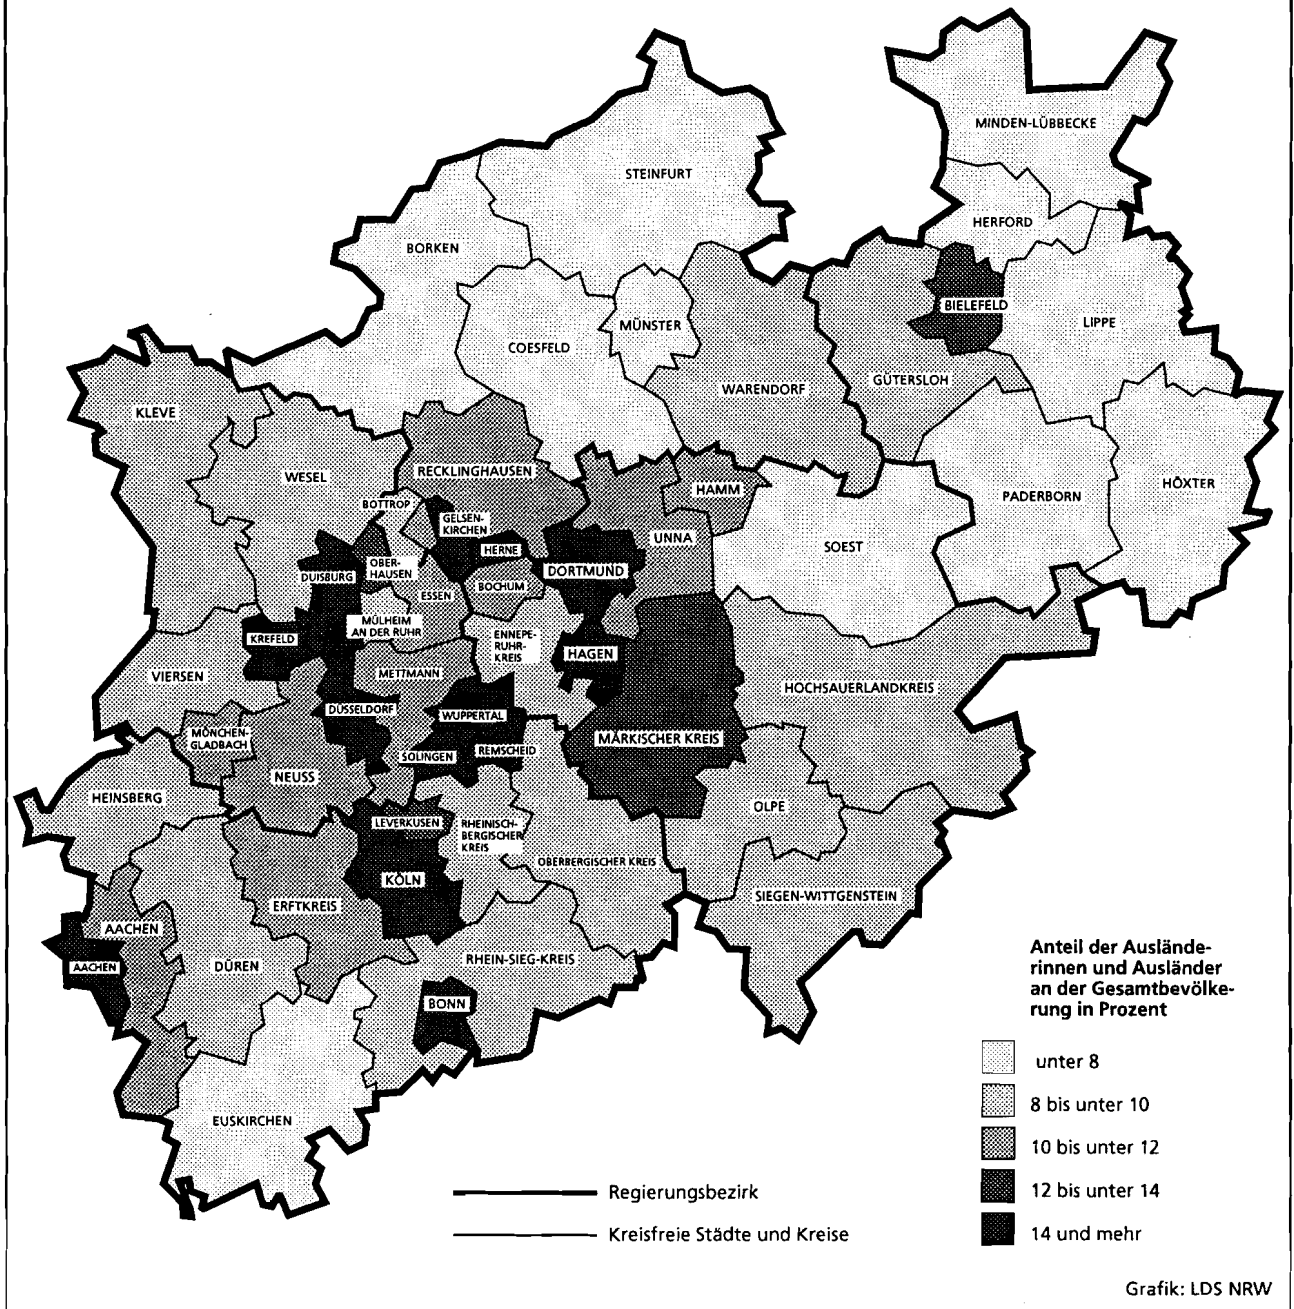 MINDEN-LÜBBECKE
STEINFURT
HERFORD
BORKEN
BIELEFELD
LIPPE
MÜNSTER
COESFELD
GÜTERSLOH
WARENDORF
KLEVE
RECKLINGHAUSEN
WESEL
HÖXTER
HAMM
PADERBORN
BOTTROP
GELSEN-
KIRCHEN
UNNA
SOEST
HERNE
OBER-
HAUSEN
DORTMUND
DUISBURG
BOCHUM
ESSEN
MÜLHEIM
AN DER RUHR
KREFELD
ENNEPE-
RUHR-
KREIS
HAGEN
METTMANN
VIERSEN
HOCHSAUERLANDKREIS
DÜSSELDORF
WUPPERTAL
MÖNCHEN-
GLADBACH
MÄRKISCHER KREIS
REMSCHEID
SOLINGEN
NEUSS
HEINSBERG
OLPE
LEVERKUSEN
RHEINISCH-
BERGISCHER
KREIS
OBERBERGISCHER KREIS
KÖLN
SIEGEN-WITTGENSTEIN
ERFTKREIS
AACHEN
RHEIN-SIEG-KREIS
DÜREN
AACHEN
BONN
EUSKIRCHEN
Anteil der Auslände-
rinnen und Ausländer
an der Gesamtbevölke-
rung in Prozent
unter 8
8 bis unter 10
10 bis unter 12
12 bis unter 14
14 und mehr
Regierungsbezirk
Kreisfreie Städte und Kreise
Grafik: LDS NRW